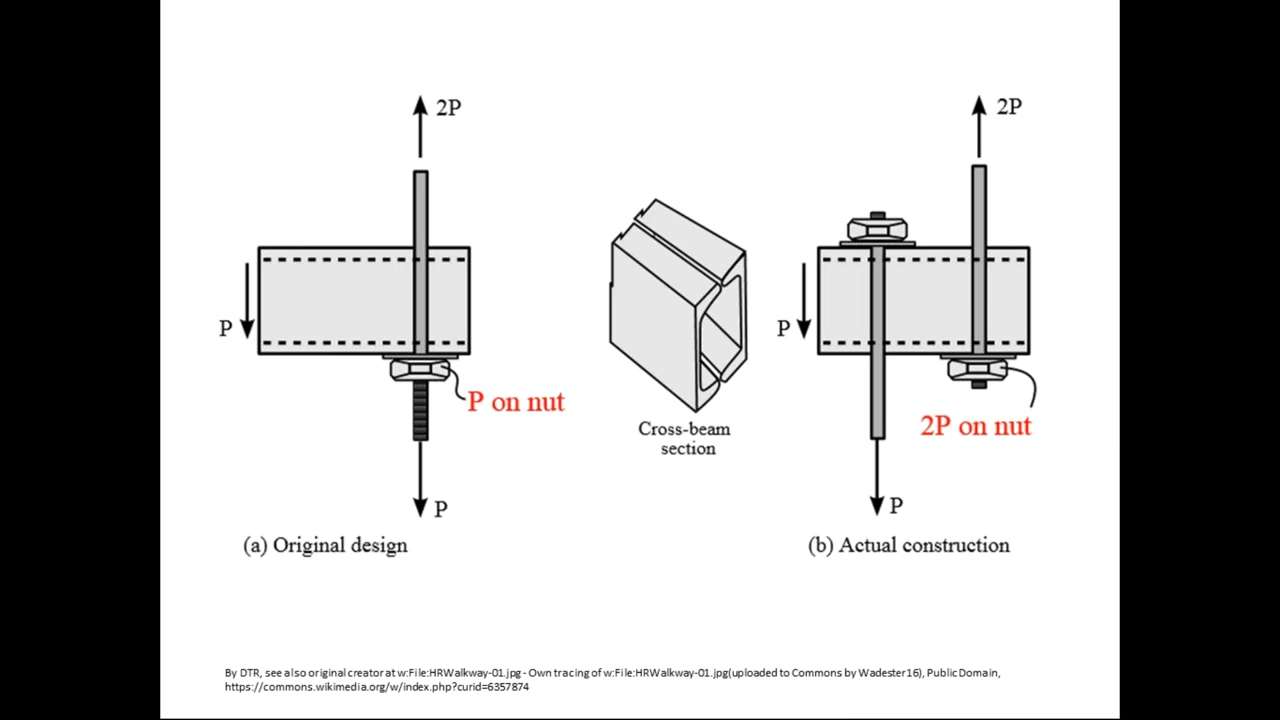 2P
P
P on nut
P
(a) Original design
Cross-beam
section
2P
P
2P on nut
P
(b) Actual construction
By DTR, see also original creator at w:File:HRWalkway-01.jpg - Own tracing of w:File:HRWalkway-01.jpg(uploaded to Commons by Wadester16), Public Domain,
https://commons.wikimedia.org/w/index.php?curid=6357874